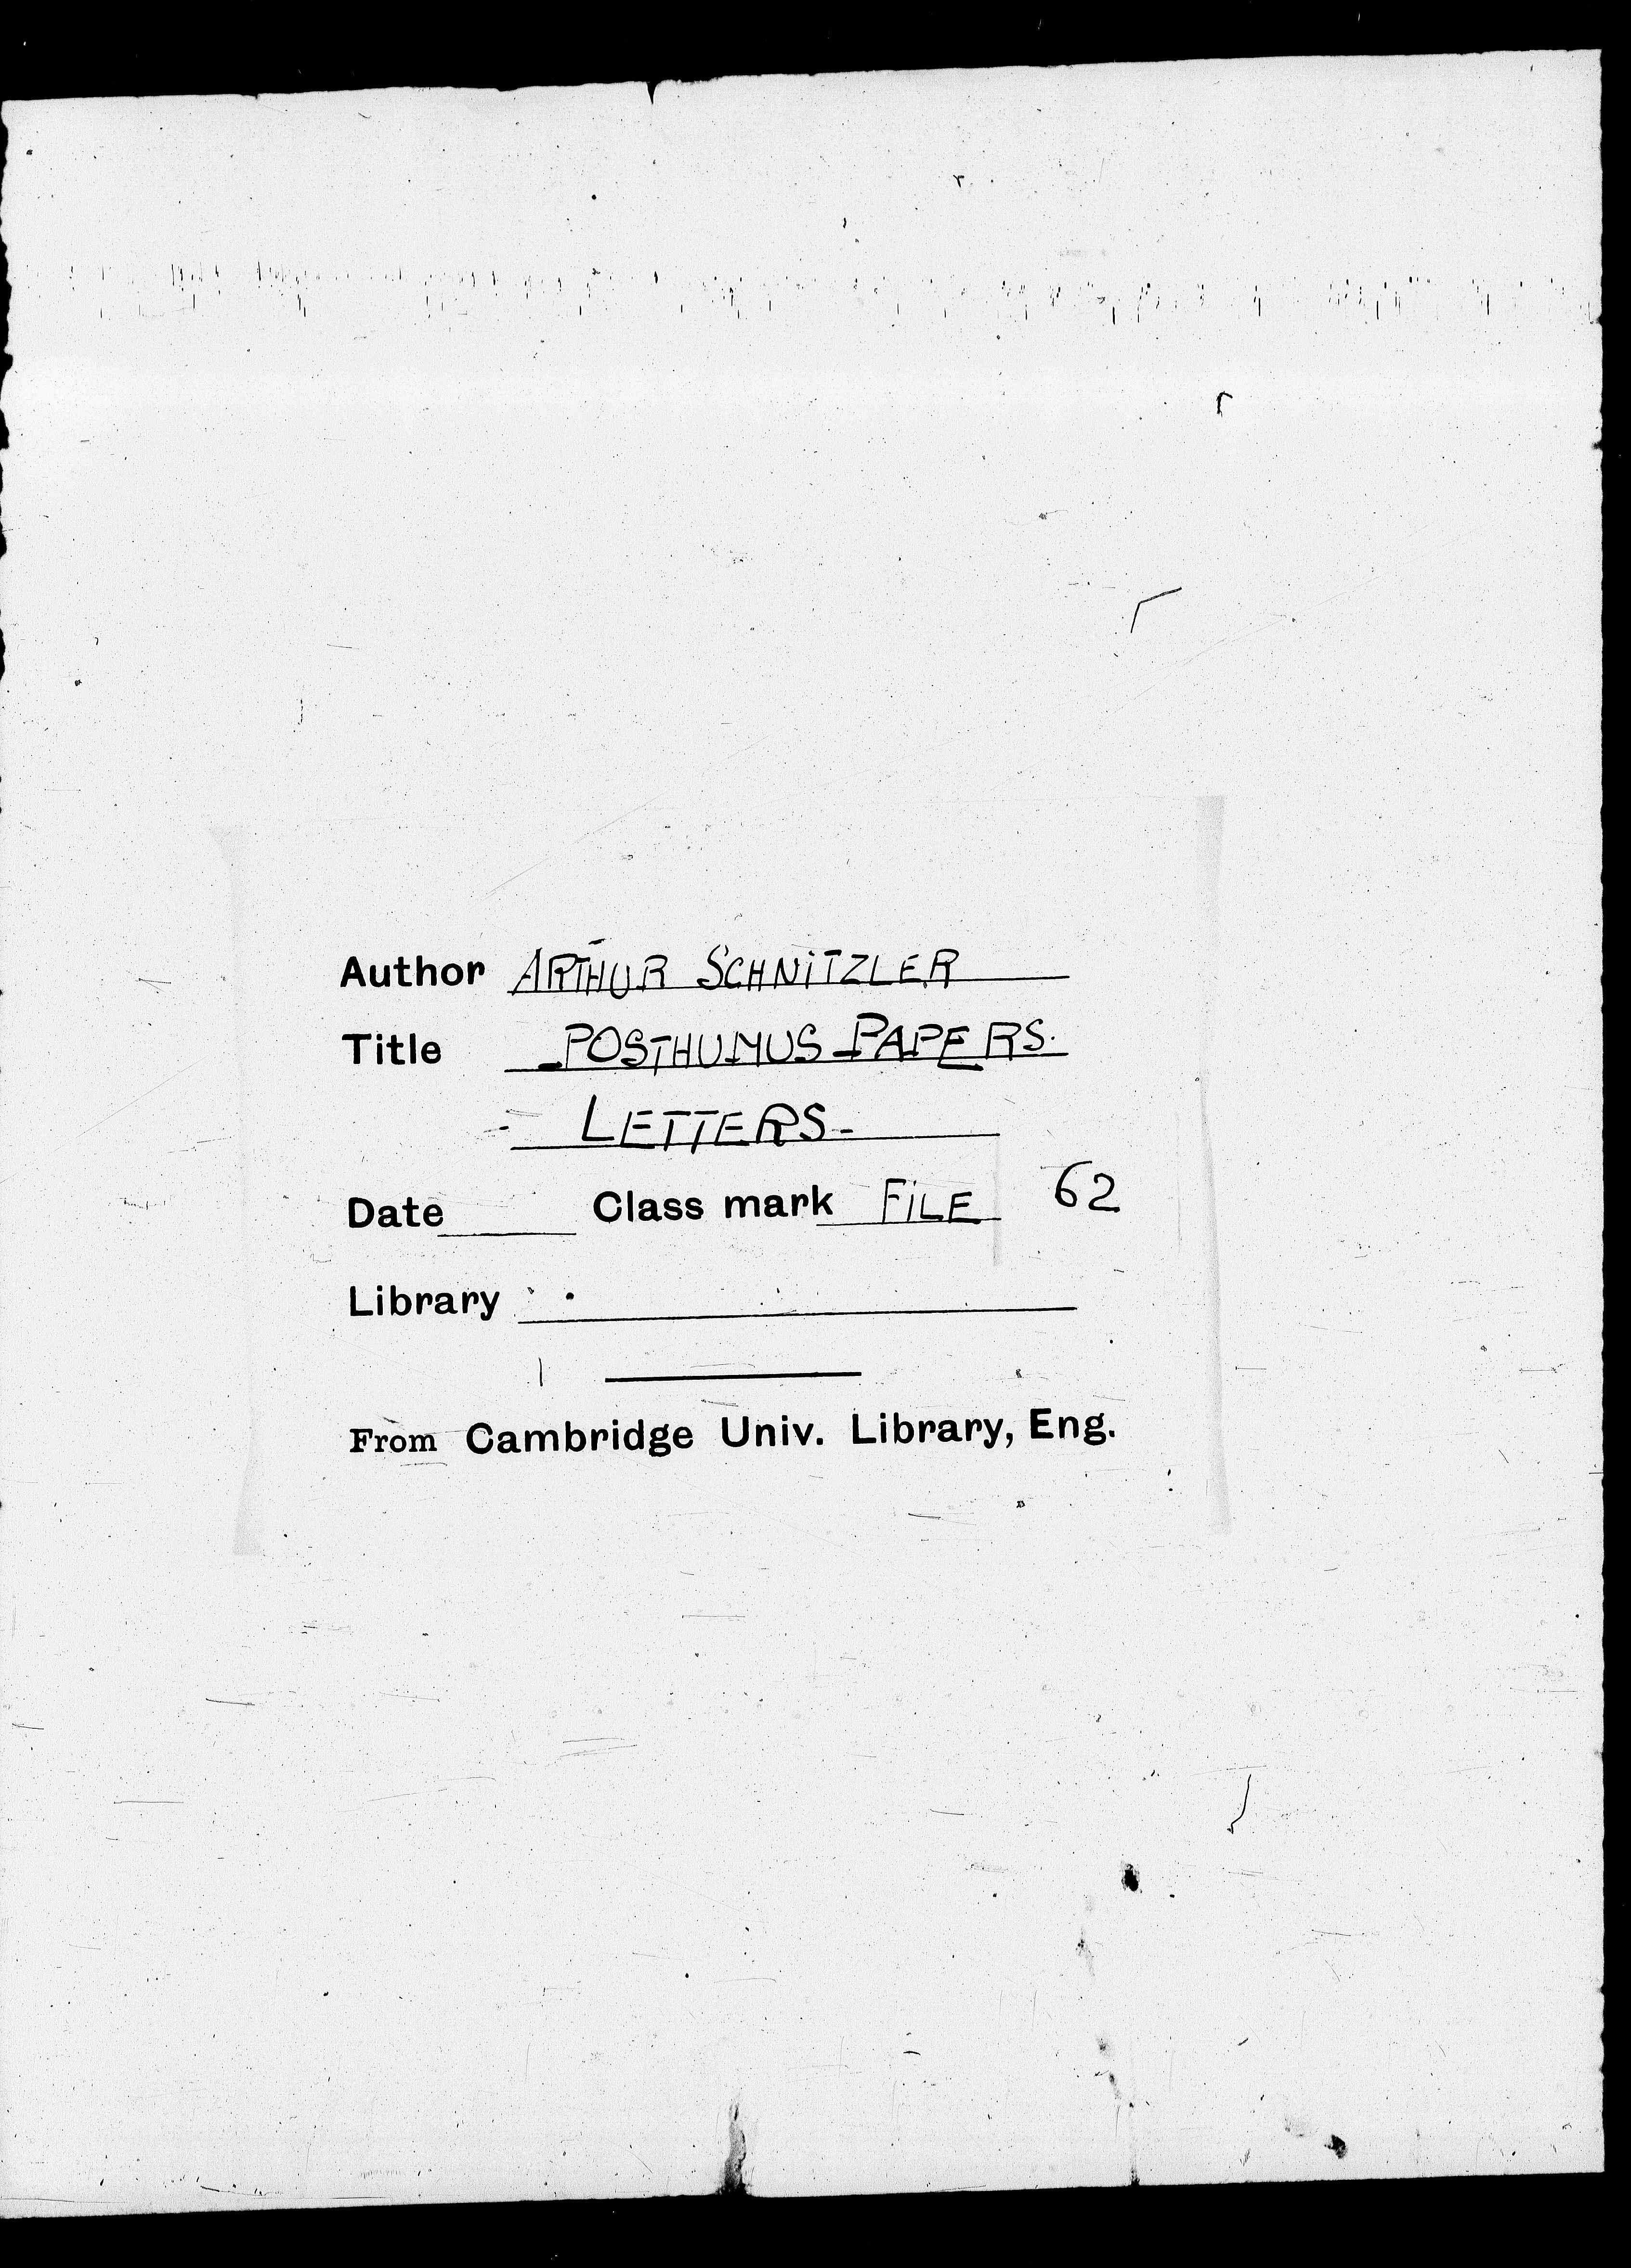 Author ARTHUR SCHNITZLER
Title POSTHUMUS PAPERS.
- LETTERS -
Date Class mark FILE 62
Library
From Cambridge Univ. Library, Eng.